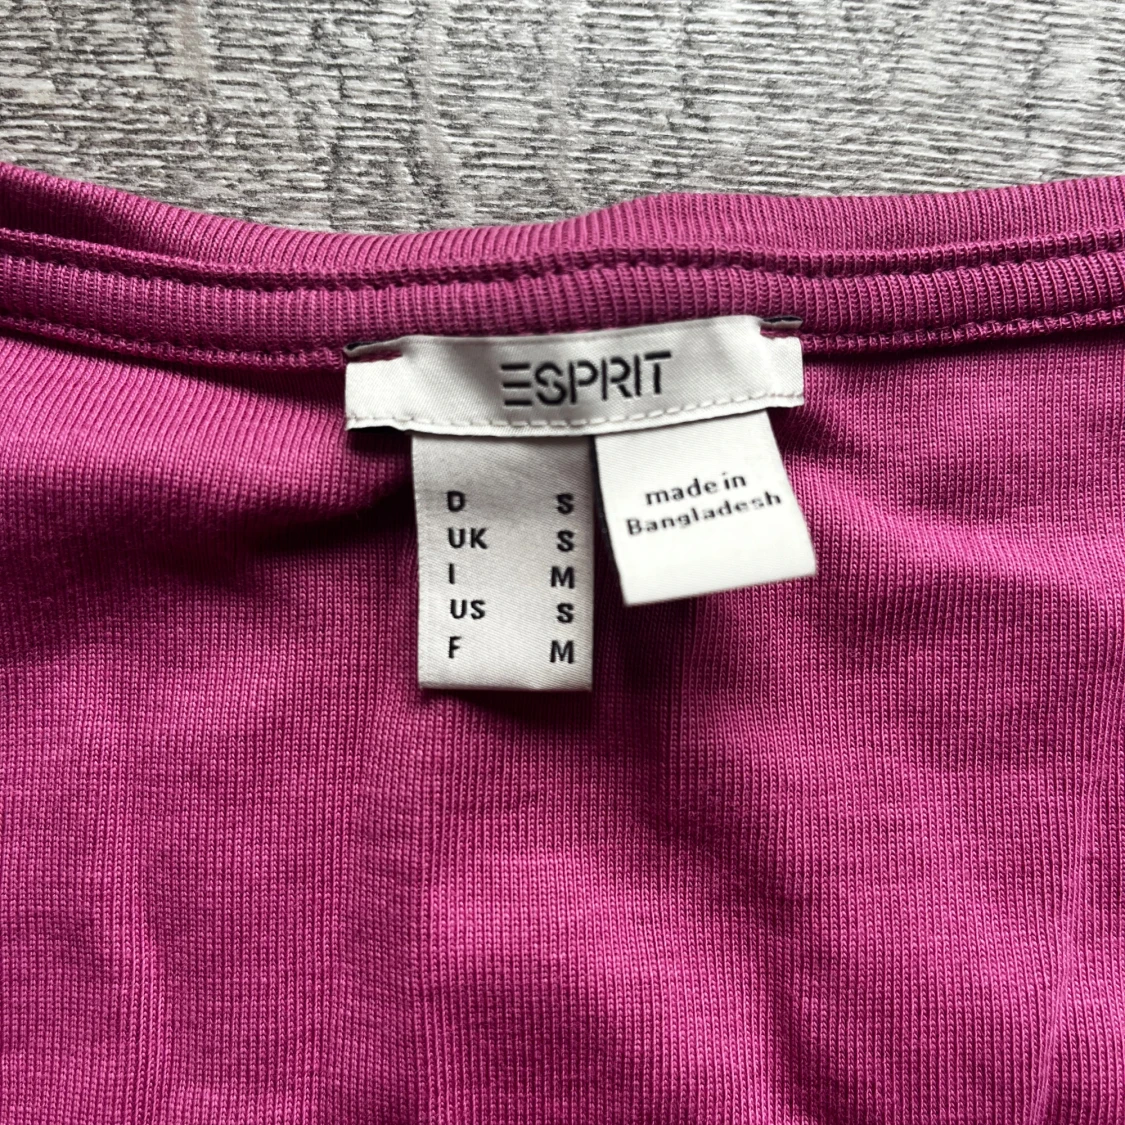 ESPRIT
D S
UK S
I M
US S
F M
made in
Bangladesh